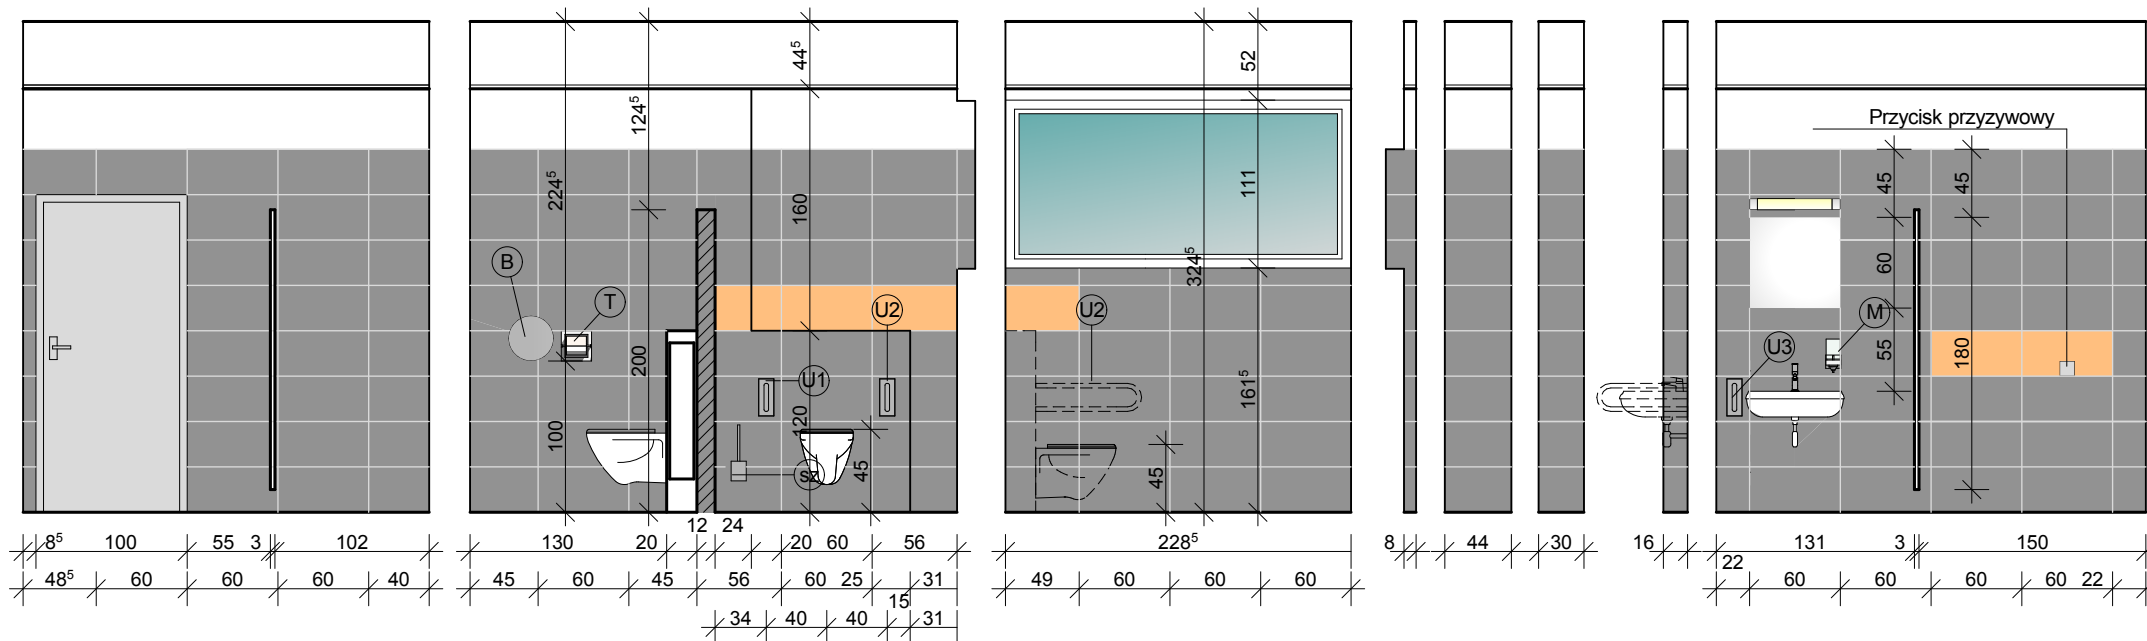 44⁵
52
124⁵
Przycisk przyzywowy
224⁵
160
111
45
45
B
T
U2
324⁵
U2
60
M
200
U1
U3
55
180
100
120
161⁵
sz
45
45
12 24
8⁵ 100 55 3 102
130 20 20 60 56
228⁵
8 44 30 16
131 3 150
48⁵ 60 60 60 40
45 60 45 56 60 25 31
49 60 60 60
22 60 60 60 60 22
34 40 40 15 31